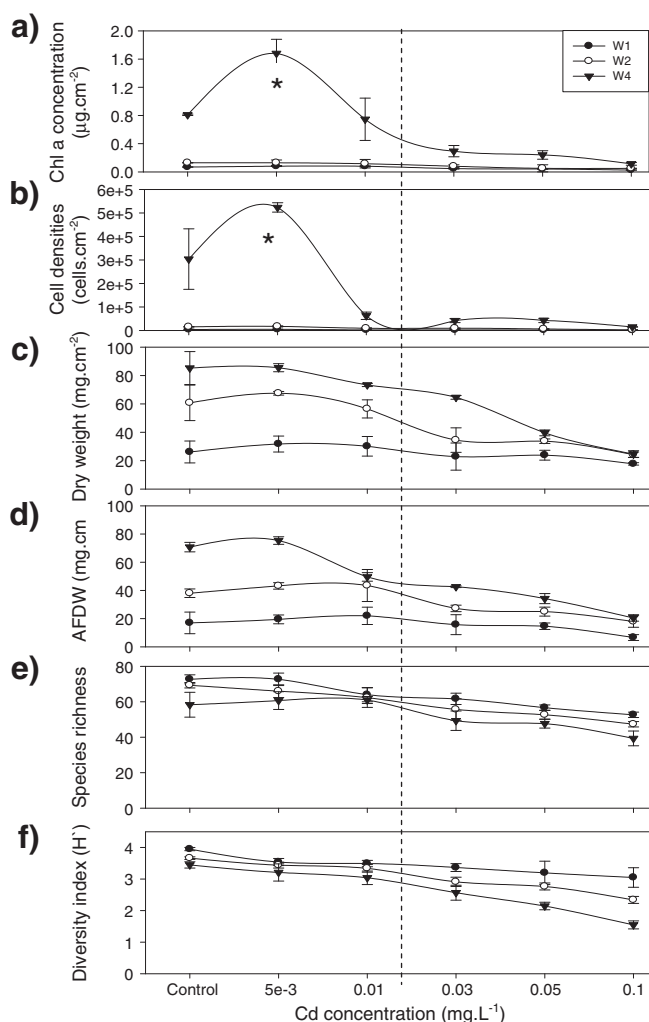 a)
Chl a concentration
(µg.cm-2)
2.0
1.6
1.2
0.8
0.4
0.0
*
W1
W2
W4
b)
Cell densities
(cells.cm-2)
6e+5
5e+5
4e+5
3e+5
2e+5
1e+5
0
*
c)
Dry weight (mg.cm-2)
100
80
60
40
20
0
d)
AFDW (mg.cm
100
80
60
40
20
0
e)
Species richness
80
60
40
20
0
f)
Diversity index (H`)
4
3
2
1
0
Control
5e-3
0.01
0.03
0.05
0.1
Cd concentration (mg.L-1)